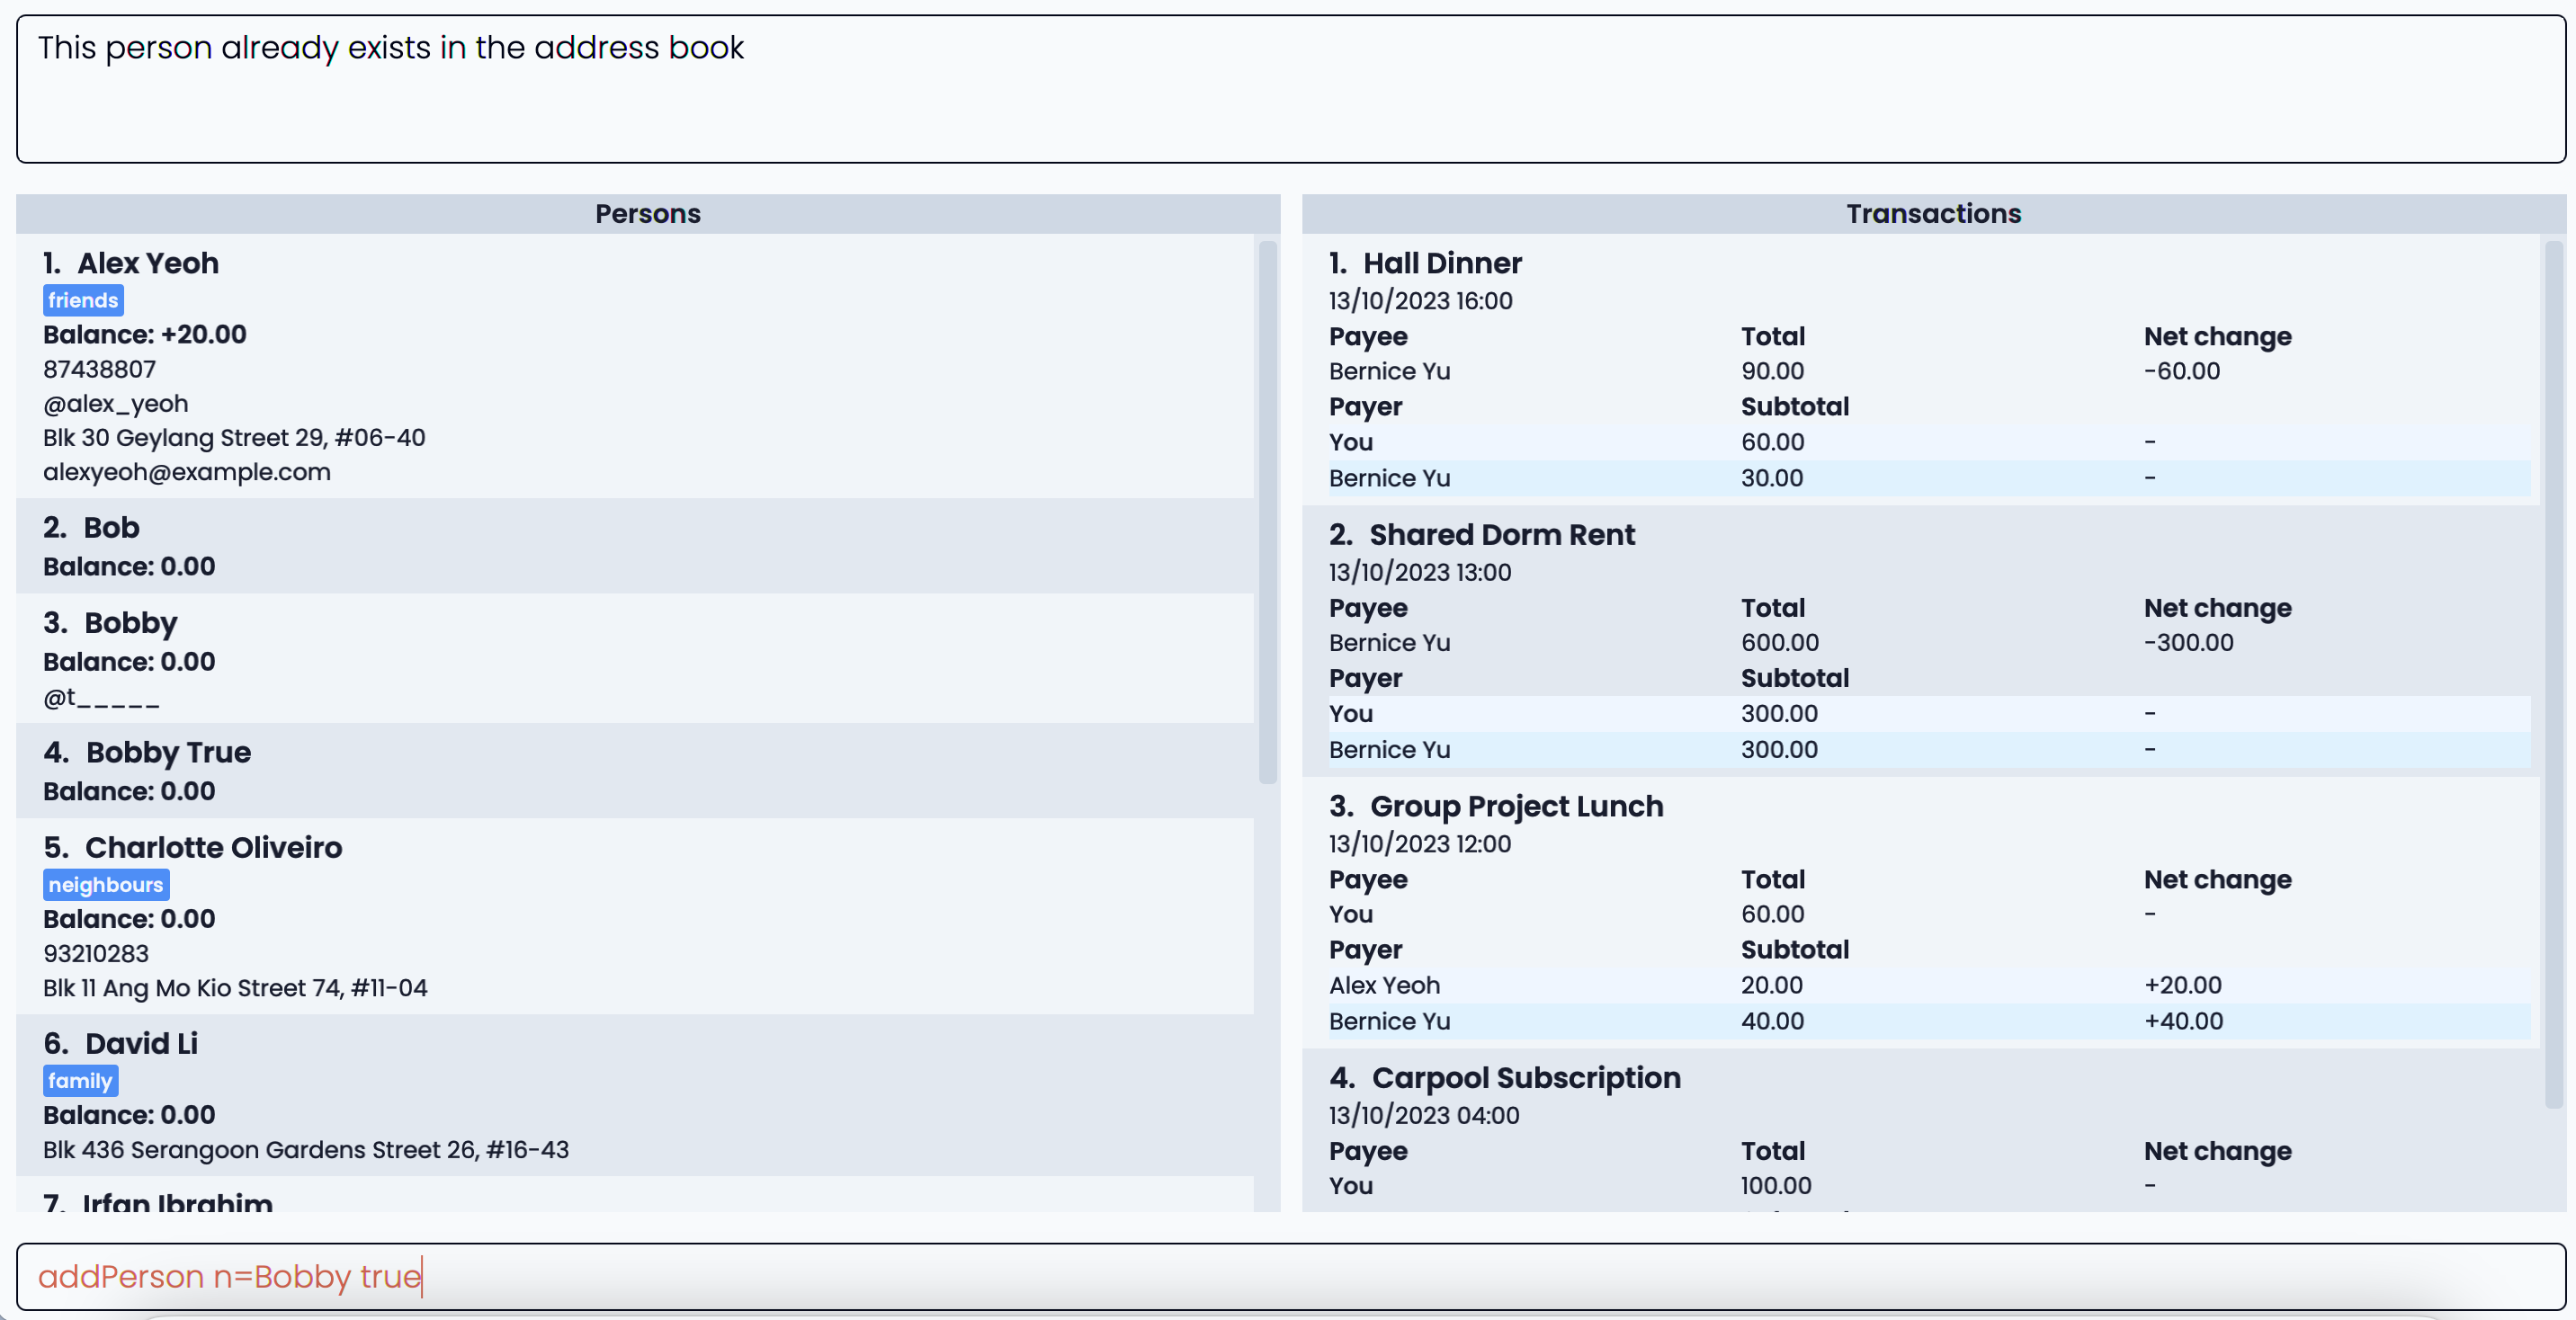 This person already exists in the address book
Persons
1. Alex Yeoh
friends
Balance: +20.00
87438807
@alex_yeoh
Blk 30 Geylang Street 29, #06-40
alexyeoh@example.com
2. Bob
Balance: 0.00
3. Bobby
Balance: 0.00
@t_____
4. Bobby True
Balance: 0.00
5. Charlotte Oliveiro
neighbours
Balance: 0.00
93210283
Blk 11 Ang Mo Kio Street 74, #11-04
6. David Li
family
Balance: 0.00
Blk 436 Serangoon Gardens Street 26, #16-43
7. Irfan Ibrahim
Transactions
1. Hall Dinner
13/10/2023 16:00
Payee Total Net change
Bernice Yu 90.00 -60.00
Payer Subtotal
You 60.00 -
Bernice Yu 30.00 -
2. Shared Dorm Rent
13/10/2023 13:00
Payee Total Net change
Bernice Yu 600.00 -300.00
Payer Subtotal
You 300.00 -
Bernice Yu 300.00 -
3. Group Project Lunch
13/10/2023 12:00
Payee Total Net change
You 60.00 -
Payer Subtotal
Alex Yeoh 20.00 +20.00
Bernice Yu 40.00 +40.00
4. Carpool Subscription
13/10/2023 04:00
Payee Total Net change
You 100.00 -
addPerson n=Bobby true